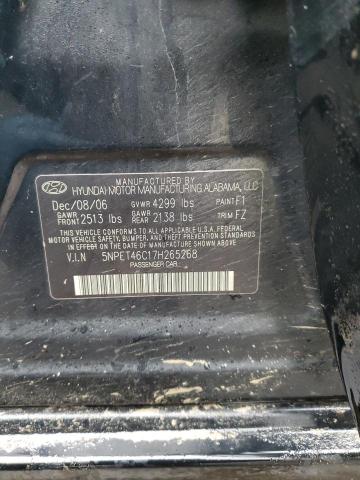 MANUFACTURED BY
HYUNDAI MOTOR MANUFACTURING ALABAMA, LLC
Dec/08/06 GVWR 4299 lbs PAINT F1
GAWR FRONT 2513 lbs GAWR REAR 2138 lbs TRIM FZ
THIS VEHICLE CONFORMS TO ALL APPLICABLE U.S.A. FEDERAL
MOTOR VEHICLE SAFETY, BUMPER, AND THEFT PREVENTION
STANDARDS IN EFFECT ON THE DATE OF MANUFACTURE SHOWN ABOVE.
V.I.N 5NPET46C17H265268
PASSENGER CAR